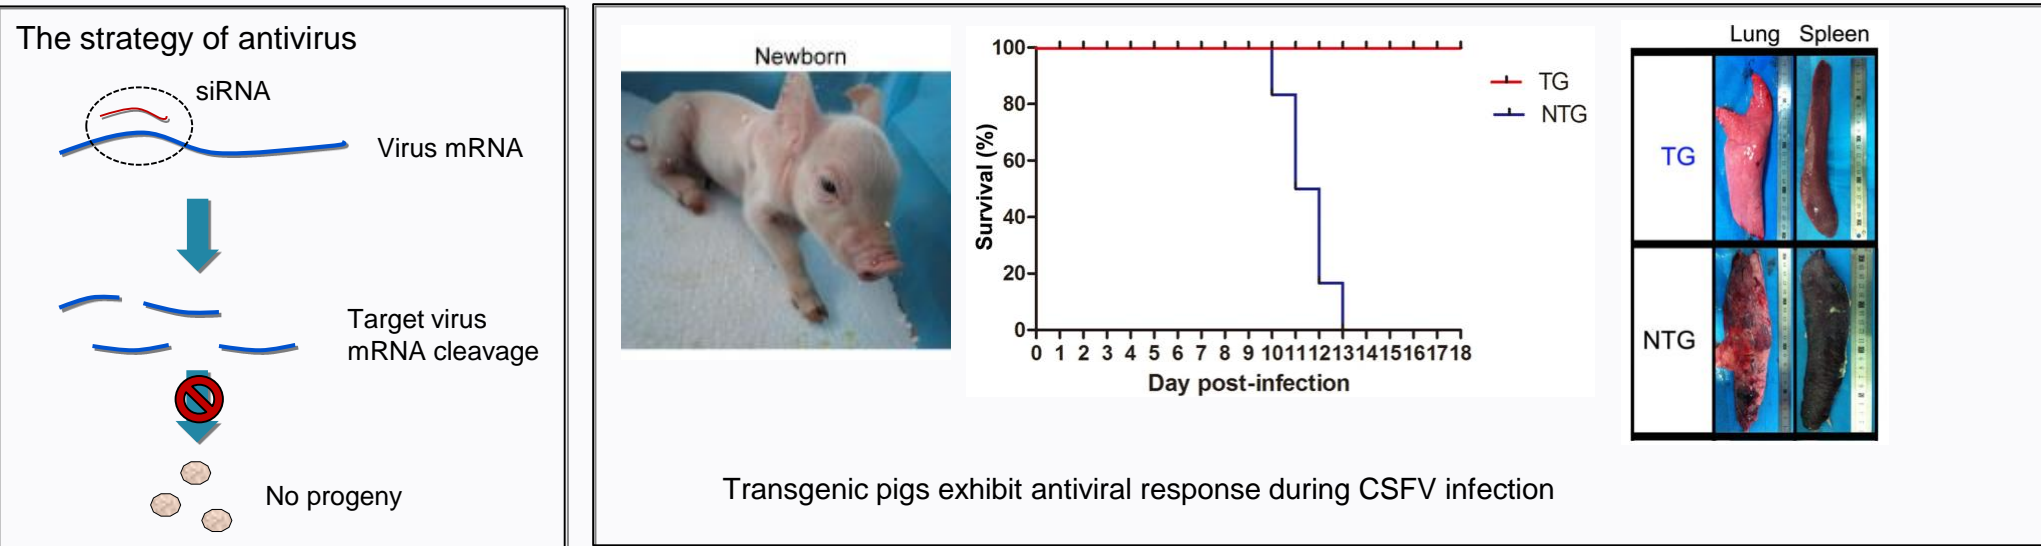 The strategy of antivirus
siRNA
Virus mRNA
Target virus
mRNA cleavage
No progeny
Newborn
100
80
60
40
20
0
Survival (%)
0 1 2 3 4 5 6 7 8 9 10 11 12 13 14 15 16 17 18
Day post-infection
TG
NTG
Lung Spleen
TG
NTG
Transgenic pigs exhibit antiviral response during CSFV infection